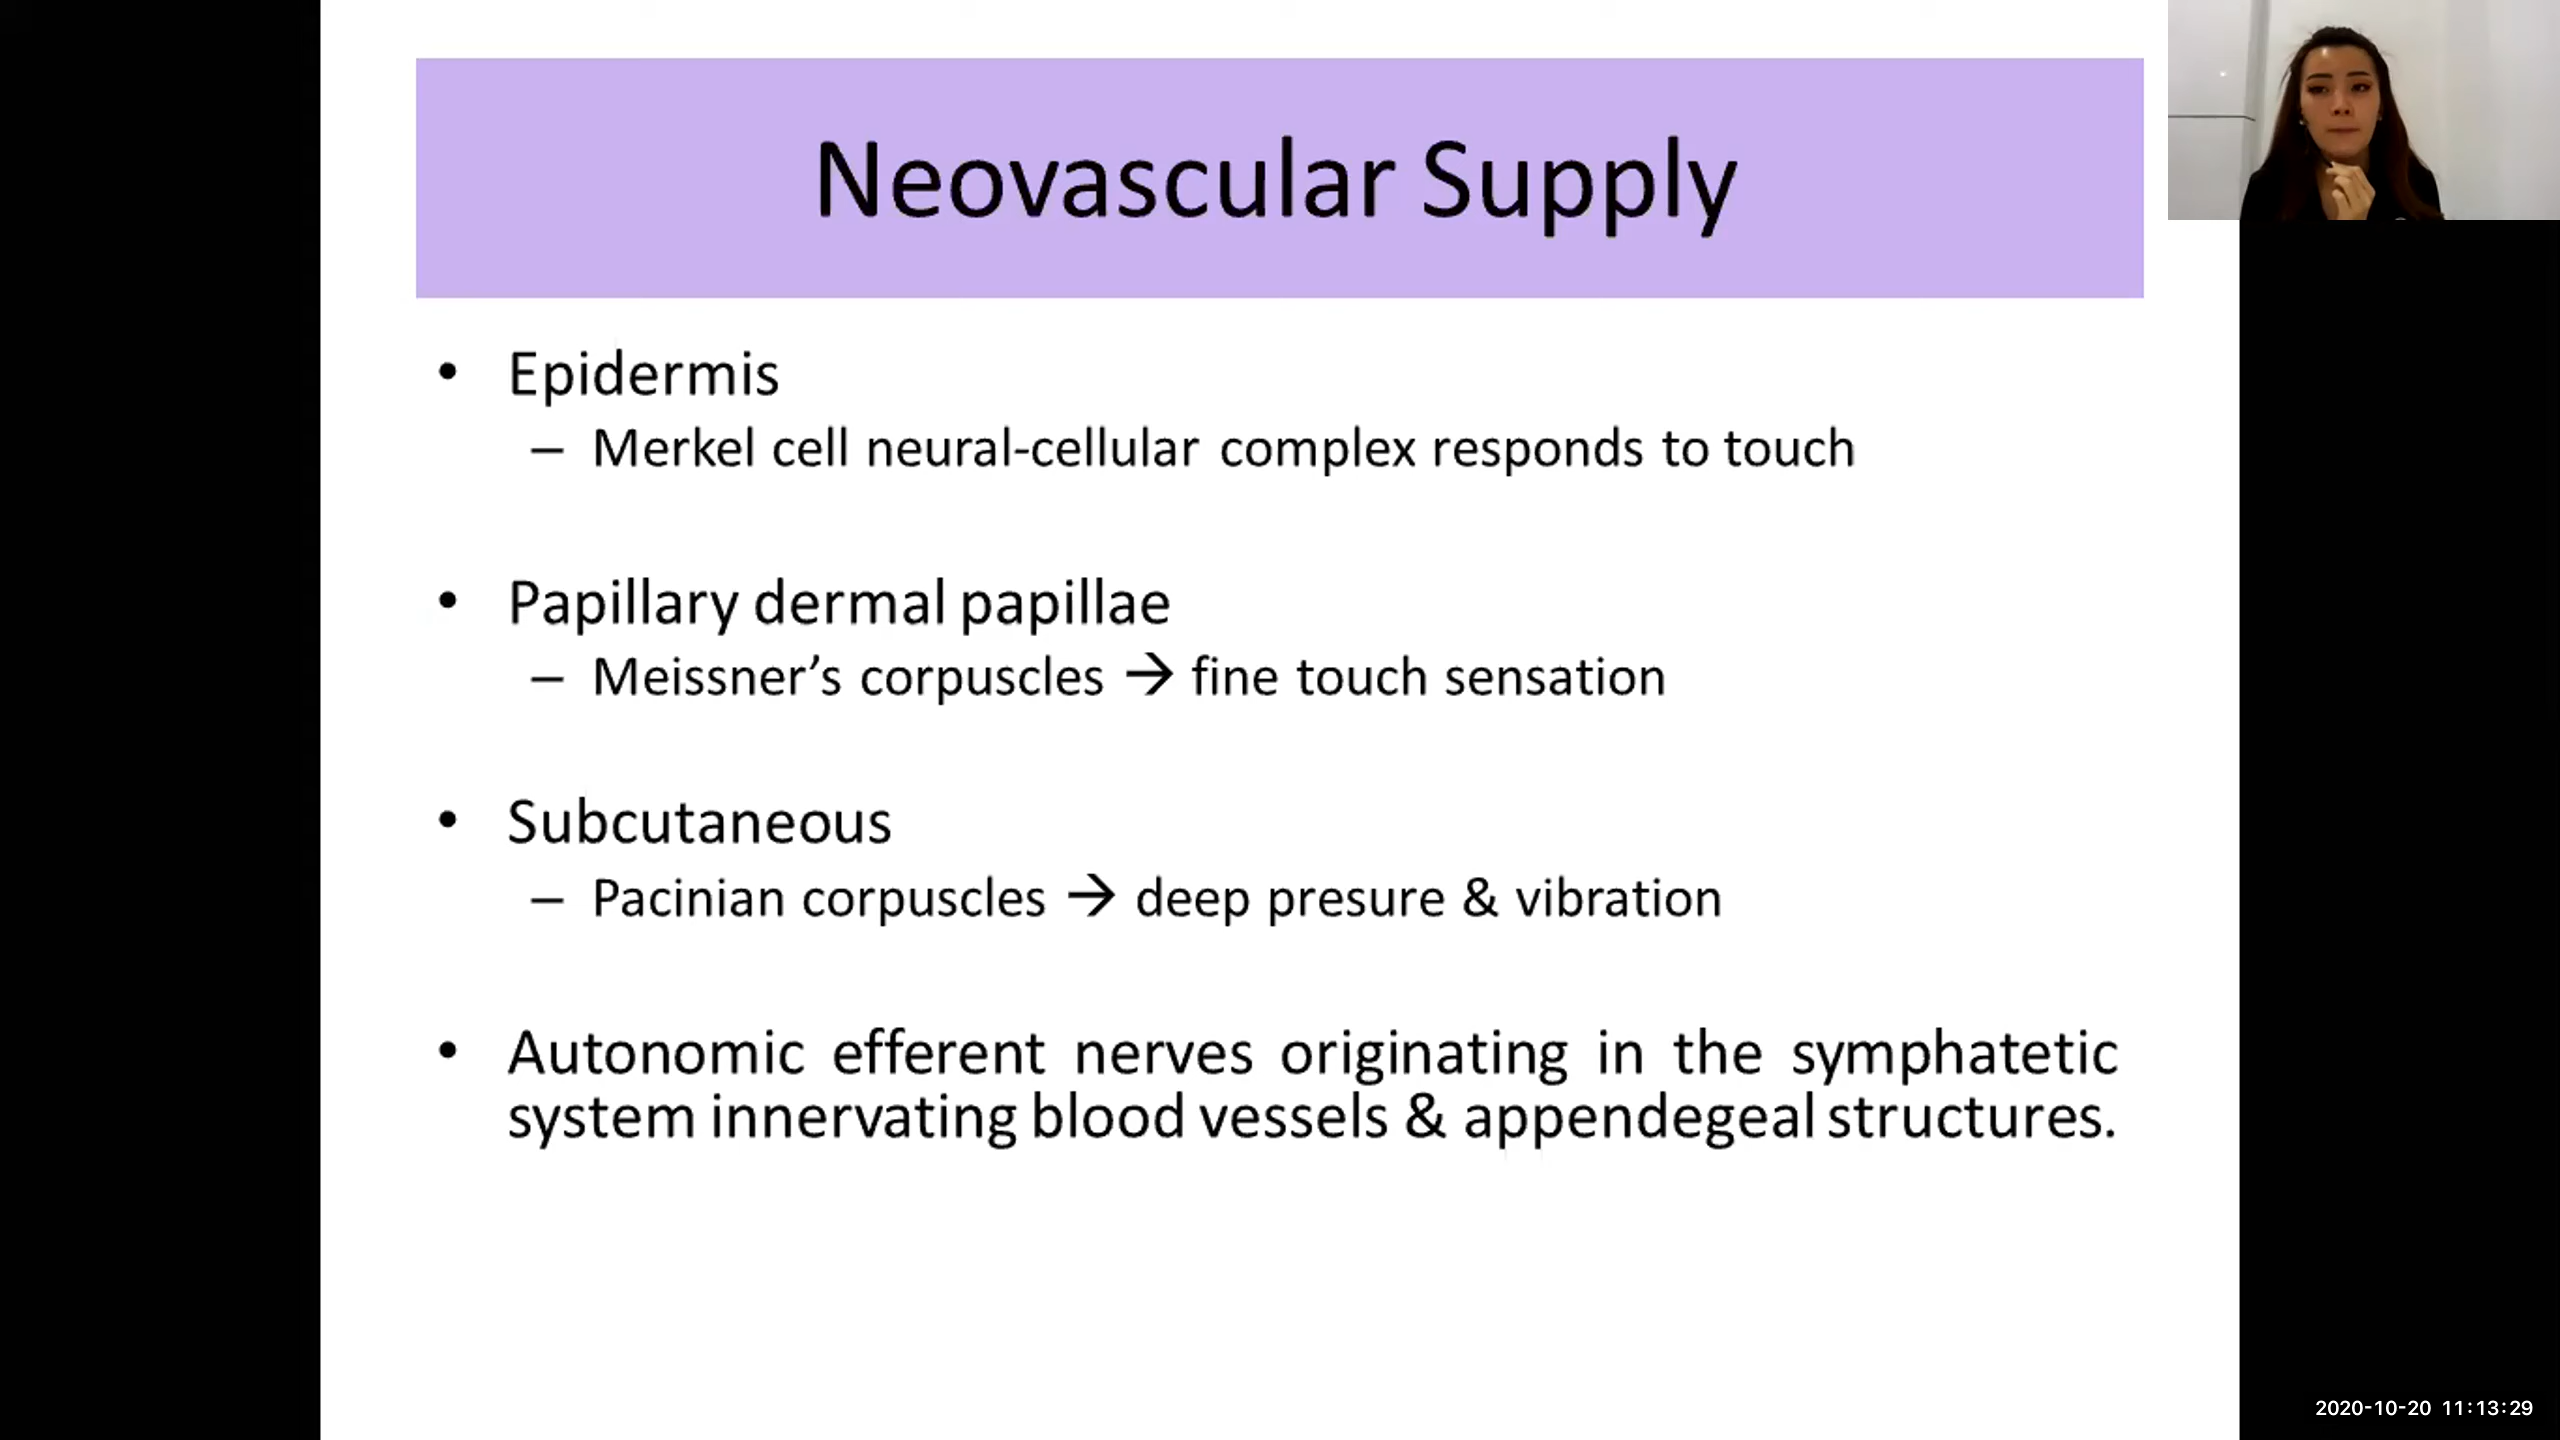 Neovascular Supply
• Epidermis
– Merkel cell neural-cellular complex responds to touch
• Papillary dermal papillae
– Meissner’s corpuscles → fine touch sensation
• Subcutaneous
– Pacinian corpuscles → deep presure & vibration
• Autonomic efferent nerves originating in the symphatetic
system innervating blood vessels & appendegeal structures.
2020-10-20 11:13:29